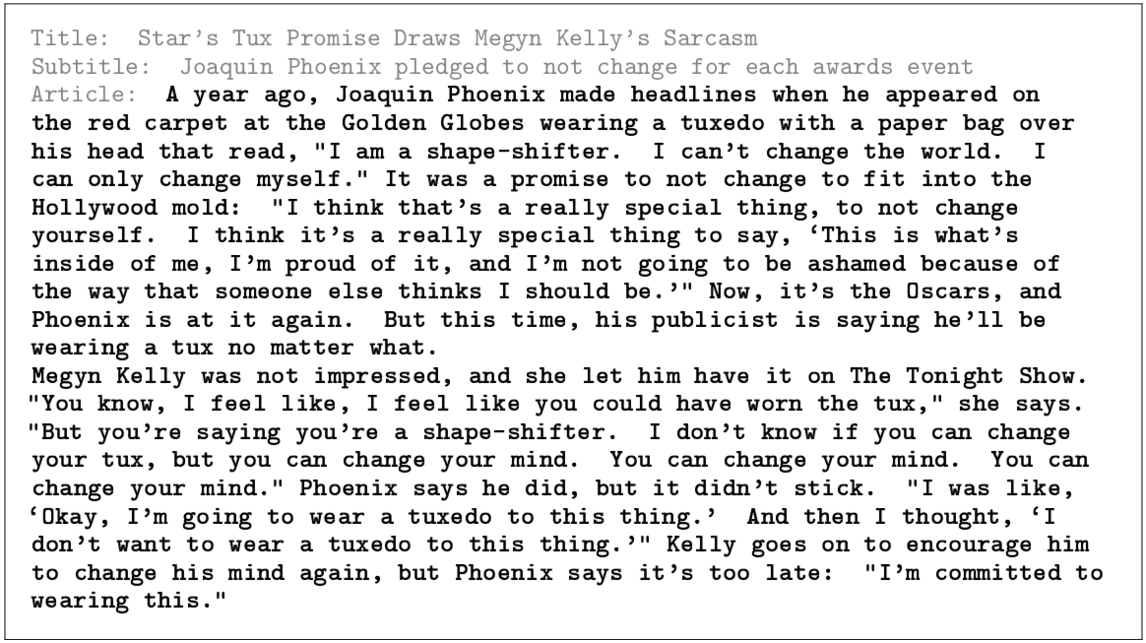 Title: Star's Tux Promise Draws Megyn Kelly's Sarcasm
Subtitle: Joaquin Phoenix pledged to not change for each awards event
Article: A year ago, Joaquin Phoenix made headlines when he appeared on
the red carpet at the Golden Globes wearing a tuxedo with a paper bag over
his head that read, "I am a shape-shifter. I can't change the world. I
can only change myself." It was a promise to not change to fit into the
Hollywood mold: "I think that's a really special thing, to not change
yourself. I think it's a really special thing to say, ‘This is what's
inside of me, I'm proud of it, and I'm not going to be ashamed because of
the way that someone else thinks I should be.'" Now, it's the Oscars, and
Phoenix is at it again. But this time, his publicist is saying he'll be
wearing a tux no matter what.
Megyn Kelly was not impressed, and she let him have it on The Tonight Show.
"You know, I feel like, I feel like you could have worn the tux," she says.
"But you're saying you're a shape-shifter. I don't know if you can change
your tux, but you can change your mind. You can change your mind. You can
change your mind." Phoenix says he did, but it didn't stick. "I was like,
‘Okay, I'm going to wear a tuxedo to this thing.' And then I thought, ‘I
don't want to wear a tuxedo to this thing.'" Kelly goes on to encourage him
to change his mind again, but Phoenix says it's too late: "I'm committed to
wearing this."